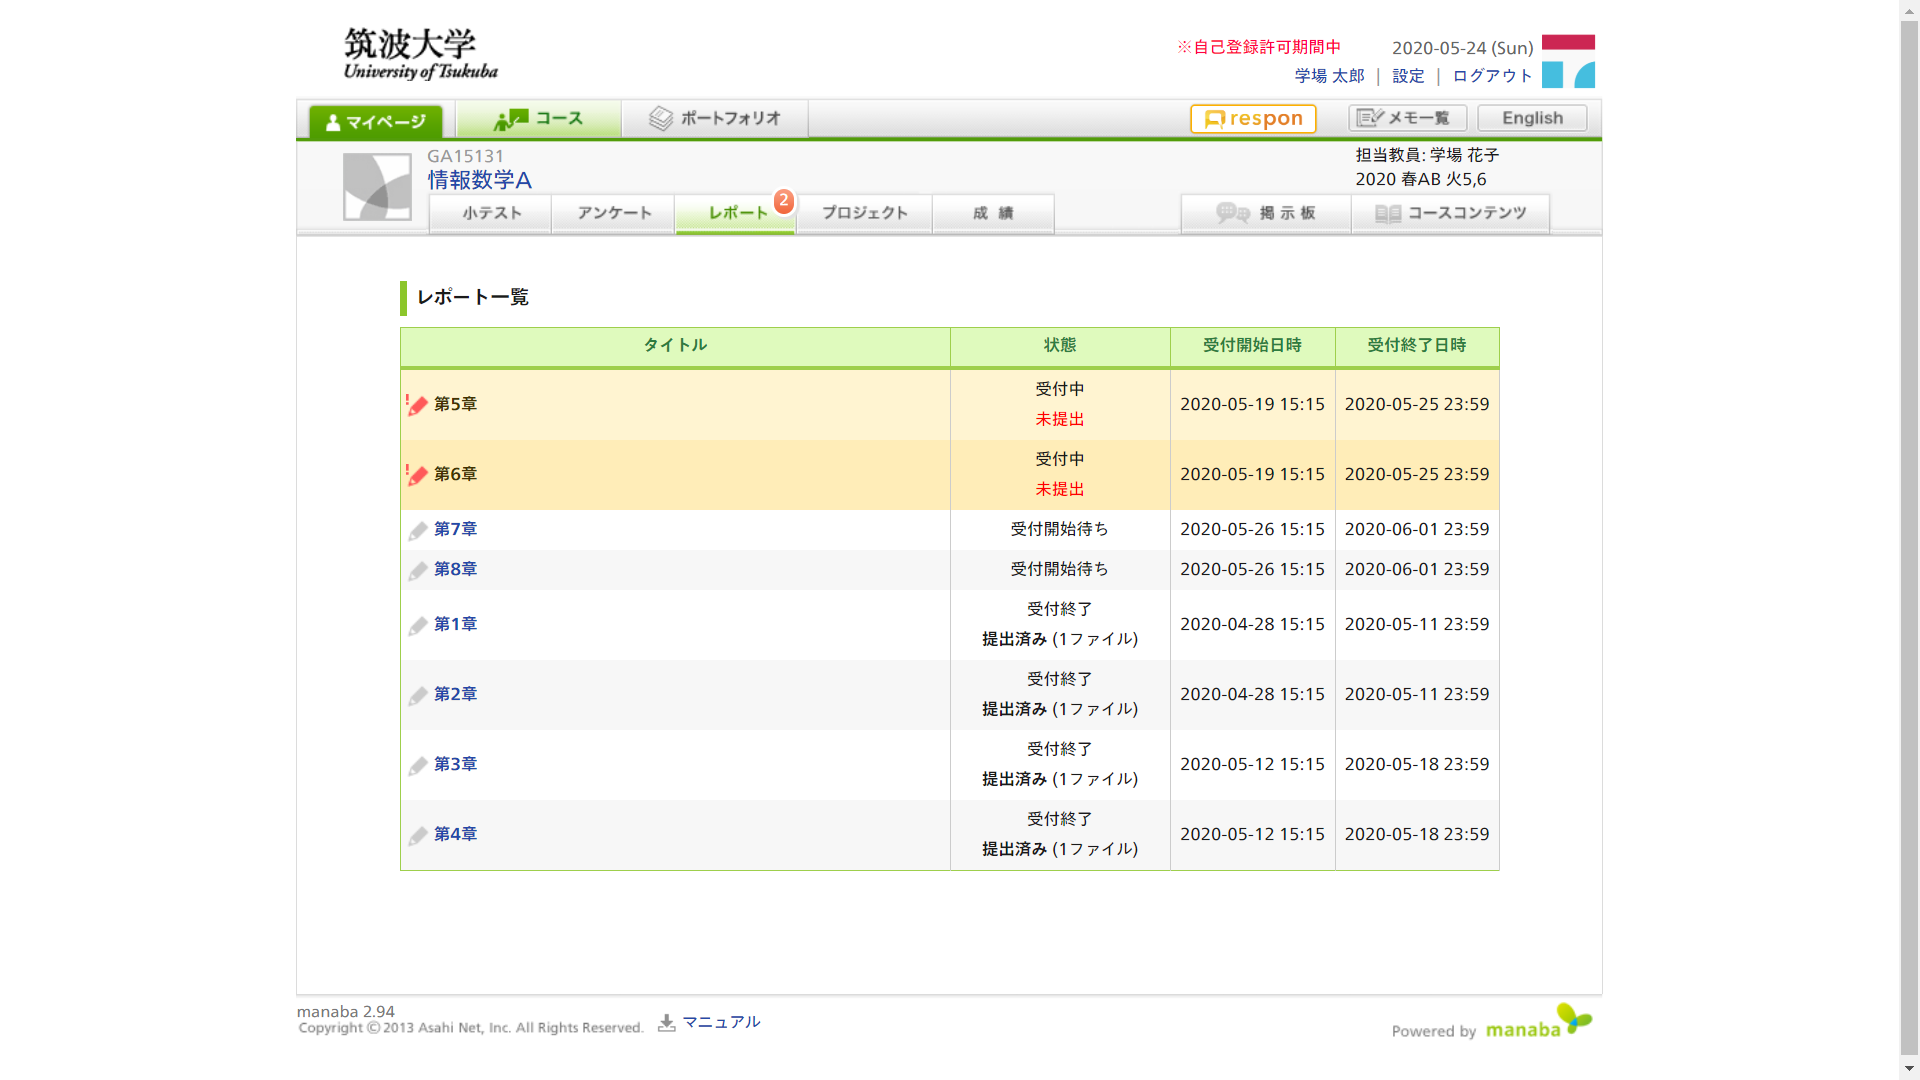 筑波大学
University of Tsukuba
※自己登録許可期間中 2020-05-24 (Sun)
学場 太郎 | 設定 | ログアウト
マイページ コース ポートフォリオ respon メモ一覧 English
GA15131
情報数学A
担当教員: 学場 花子
2020 春AB 火5,6
小テスト アンケート レポート 2 プロジェクト 成 績 掲 示 板 コースコンテンツ
レポート一覧
タイトル 状態 受付開始日時 受付終了日時
第5章 受付中 未提出 2020-05-19 15:15 2020-05-25 23:59
第6章 受付中 未提出 2020-05-19 15:15 2020-05-25 23:59
第7章 受付開始待ち 2020-05-26 15:15 2020-06-01 23:59
第8章 受付開始待ち 2020-05-26 15:15 2020-06-01 23:59
第1章 受付終了 提出済み (1ファイル) 2020-04-28 15:15 2020-05-11 23:59
第2章 受付終了 提出済み (1ファイル) 2020-04-28 15:15 2020-05-11 23:59
第3章 受付終了 提出済み (1ファイル) 2020-05-12 15:15 2020-05-18 23:59
第4章 受付終了 提出済み (1ファイル) 2020-05-12 15:15 2020-05-18 23:59
manaba 2.94
Copyright ©2013 Asahi Net, Inc. All Rights Reserved. マニュアル
Powered by manaba